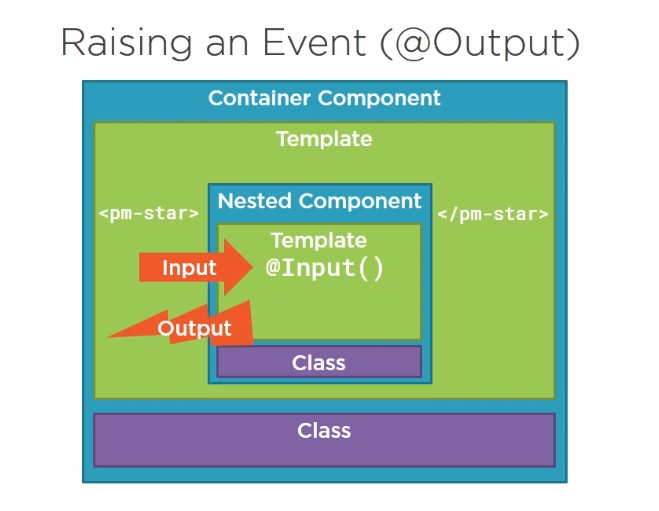 Raising an Event (@Output)
Container Component
Template
Nested Component
<pm-star>
</pm-star>
Template
Input
@Input()
Output
Class
Class